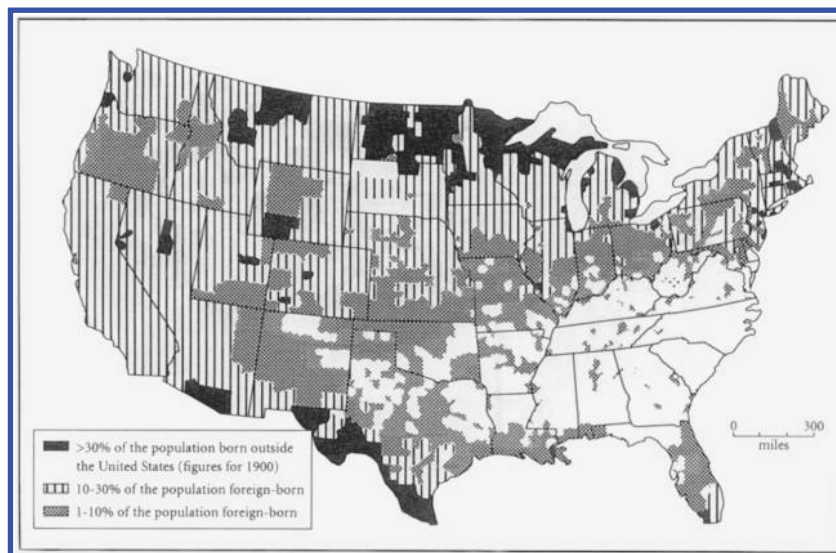 >30% of the population born outside
the United States (figures for 1900)
10-30% of the population foreign-born
1-10% of the population foreign-born
0 300
miles